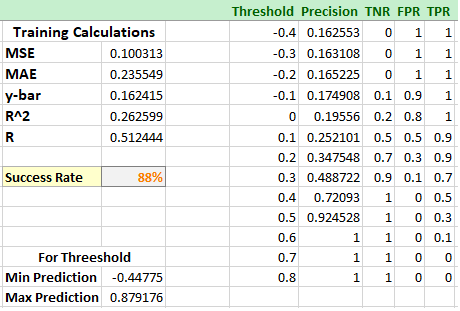 Threshold Precision TNR FPR TPR
Training Calculations -0.4 0.162553 0 1 1
MSE 0.100313 -0.3 0.163108 0 1 1
MAE 0.235549 -0.2 0.165225 0 1 1
y-bar 0.162415 -0.1 0.174908 0.1 0.9 1
R^2 0.262599 0 0.19556 0.2 0.8 1
R 0.512444 0.1 0.252101 0.5 0.5 0.9
0.2 0.347548 0.7 0.3 0.9
Success Rate 88% 0.3 0.488722 0.9 0.1 0.7
0.4 0.72093 1 0 0.5
0.5 0.924528 1 0 0.3
0.6 1 1 0 0.1
For Threeshold 0.7 1 1 0 0
Min Prediction -0.44775 0.8 1 1 0 0
Max Prediction 0.879176